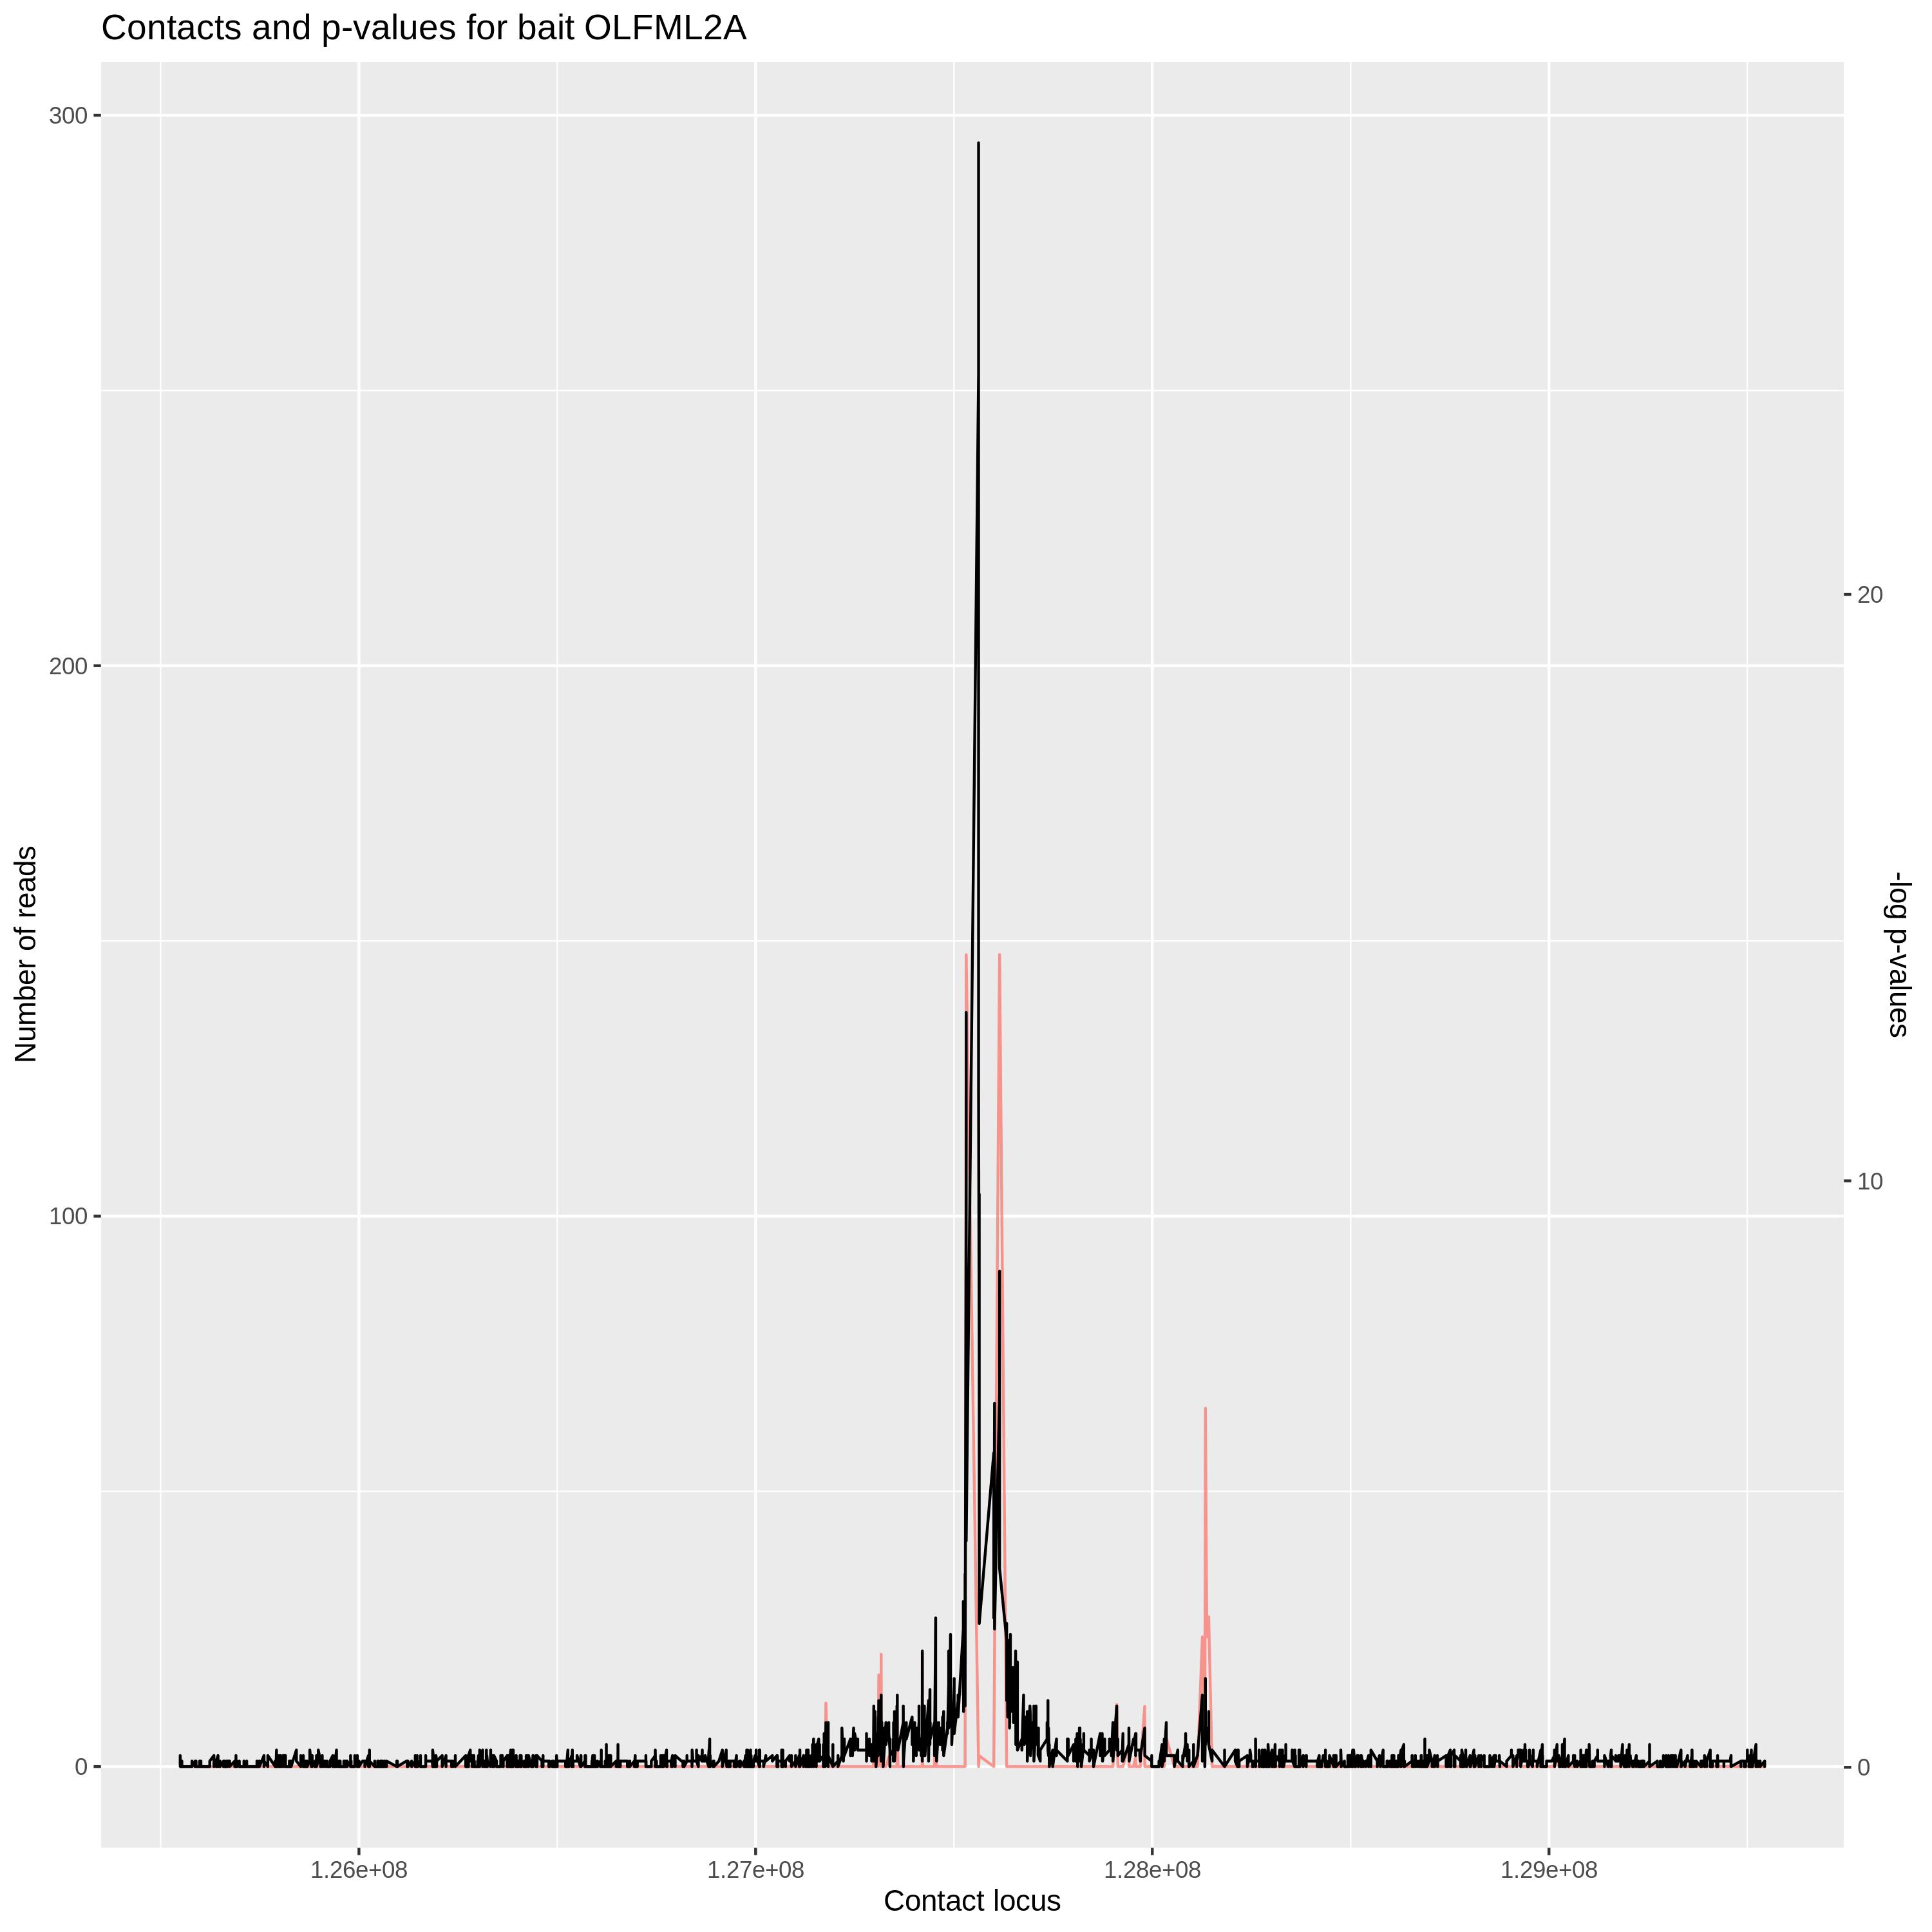 Contacts and p-values for bait OLFML2A
300
200
100
0
Number of reads
20
10
0
-log p-values
1.26e+08
1.27e+08
1.28e+08
1.29e+08
Contact locus